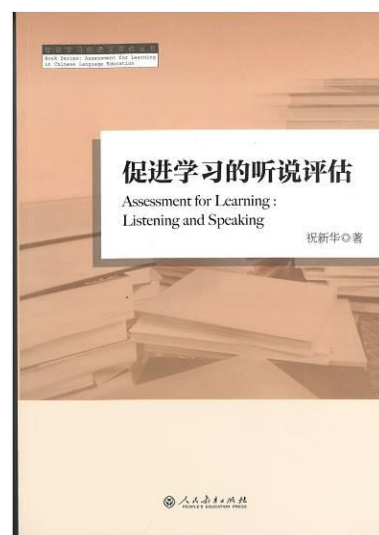 Book Series: Assessment for Learning
in Chinese Language Education
促进学习的听说评估
Assessment for Learning :
Listening and Speaking
祝新华◎著
人民教育出版社
PEOPLE'S EDUCATION PRESS